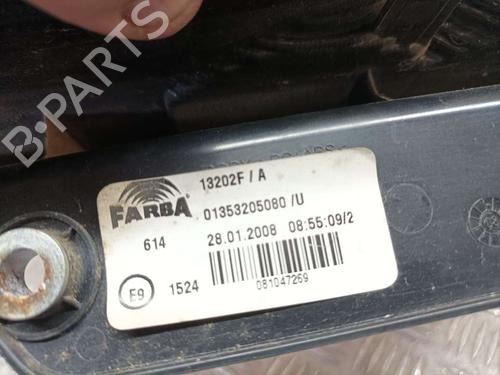 B-PARTS
13202F / A
FARBA
01353205080 /U
614
28.01.2008 08:55:09/2
E9
1524
081047269